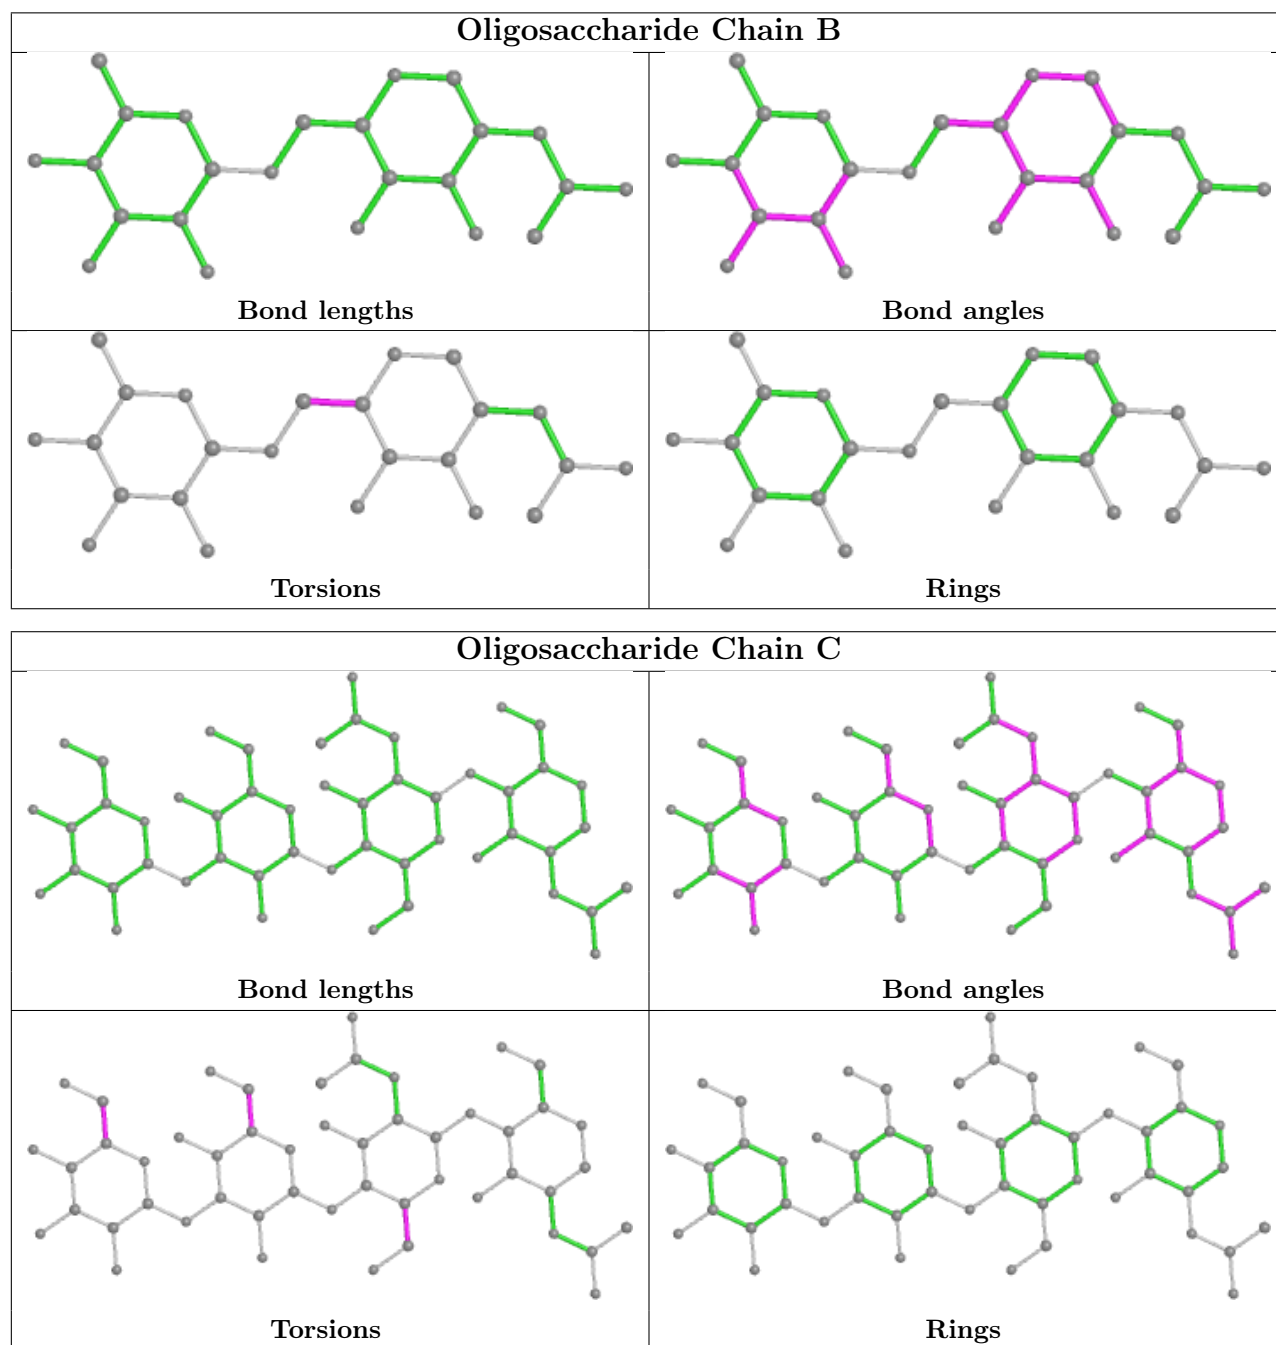 Oligosaccharide Chain B
Bond lengths
Bond angles
Torsions
Rings
Oligosaccharide Chain C
Bond lengths
Bond angles
Torsions
Rings